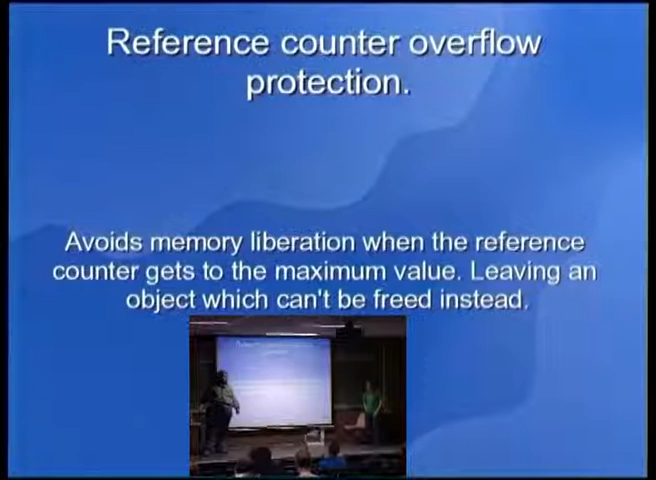 Reference counter overflow
protection.
Avoids memory liberation when the reference
counter gets to the maximum value. Leaving an
object which can't be freed instead.